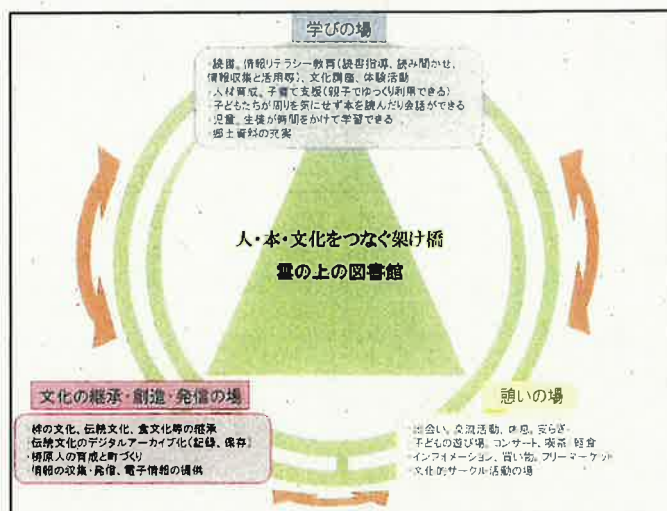 学びの場
・読書、情報リテラシー教育(読書指導、読み聞かせ、
情報収集と活用等)、文化講座、体験活動
・人材育成、子育て支援(親子でゆっくり利用できる)
・子どもたちが周りを気にせず本を読んだり会話ができる
・児童、生徒が時間をかけて学習できる
・郷土資料の充実
人・本・文化をつなぐ架け橋
雲の上の図書館
文化の継承・創造・発信の場
・絆の文化、伝統文化、食文化等の継承
・伝統文化のデジタルアーカイブ化(記録、保存)
・梼原人の育成と町づくり
・情報の収集・発信、電子情報の提供
憩いの場
・出会い、交流活動、休息、安らぎ
・子どもの遊び場、コンサート、喫茶・軽食
・インフォメーション、買い物、フリーマーケット
・文化的サークル活動の場